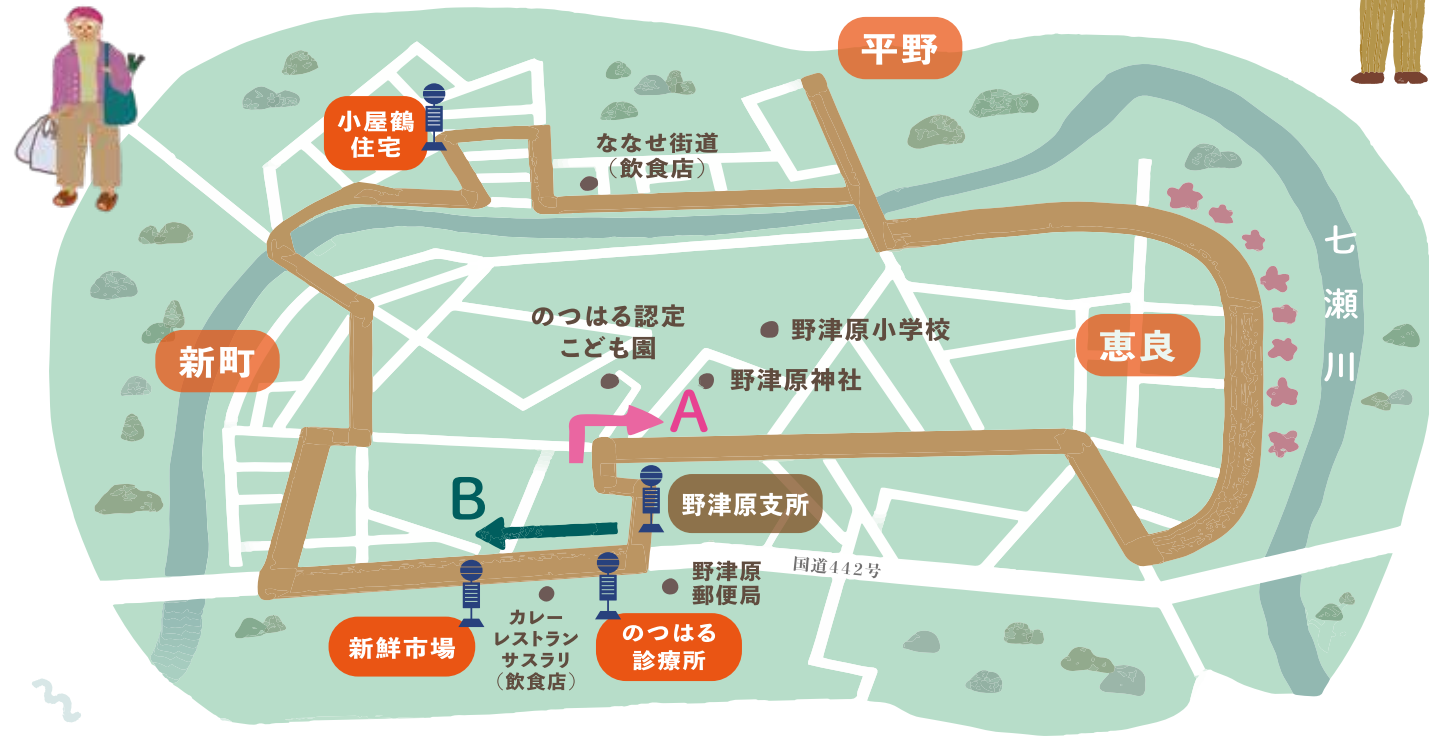 平野
小屋鶴
住宅
ななせ街道
（飲食店）
七瀬川
のつはる認定
こども園
野津原小学校
新町
恵良
野津原神社
A
B
野津原支所
国道442号
野津原
郵便局
カレー
レストラン
サスラリ
（飲食店）
新鮮市場
のつはる
診療所